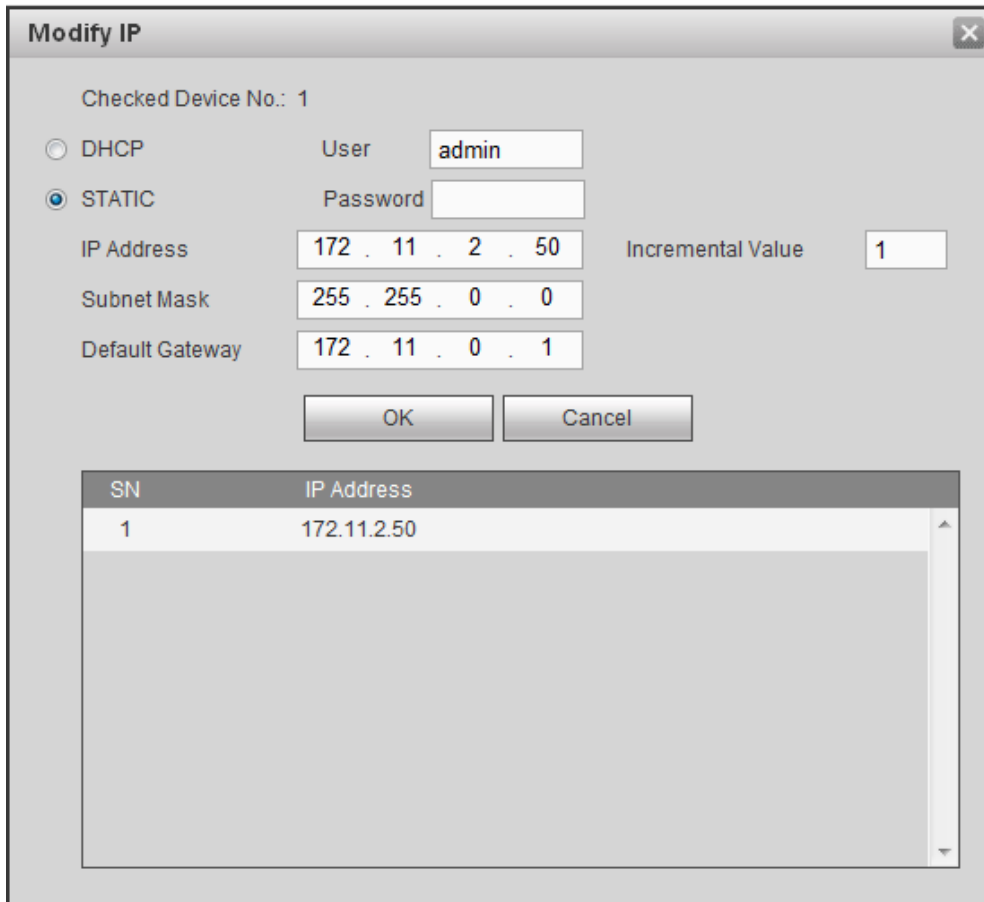 Modify IP
Checked Device No.: 1
DHCP User admin
STATIC Password
IP Address 172 . 11 . 2 . 50 Incremental Value 1
Subnet Mask 255 . 255 . 0 . 0
Default Gateway 172 . 11 . 0 . 1
OK Cancel
SN IP Address
1 172.11.2.50